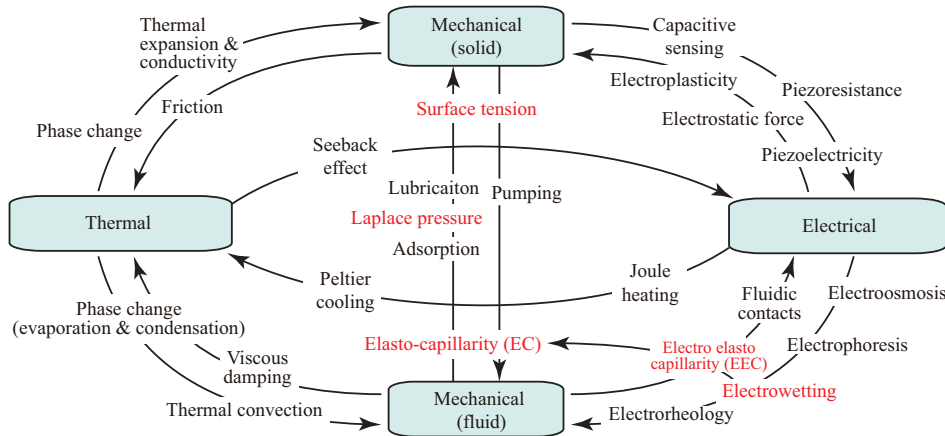 Thermal
expansion &
conductivity
Mechanical
(solid)
Capacitive
sensing
Electroplasticity
Piezoresistance
Friction
Surface tension
Phase change
Electrostatic force
Seeback
effect
Piezoelectricity
Lubricaiton
Pumping
Thermal
Laplace pressure
Electrical
Adsorption
Peltier
cooling
Joule
heating
Phase change
(evaporation & condensation)
Fluidic
contacts
Electroosmosis
Elasto-capillarity (EC)
Electro elasto
capillarity (EEC)
Electrophoresis
Viscous
damping
Electrowetting
Thermal convection
Mechanical
(fluid)
Electrorheology